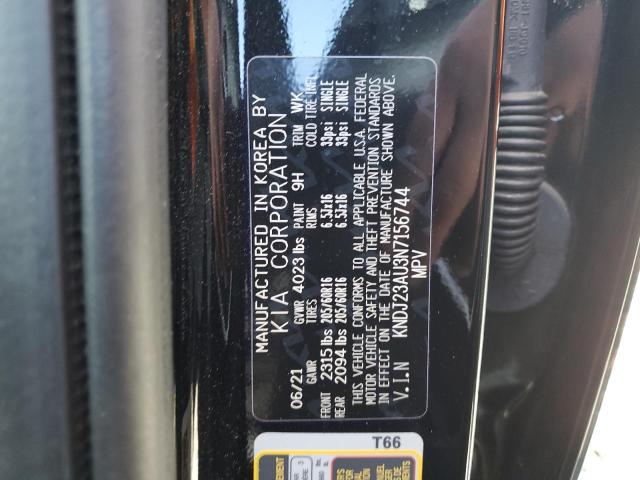 MANUFACTURED IN KOREA BY
KIA CORPORATION
06/21 GVWR 4023 lbs PAINT 9H TRIM WK
GAWR TIRES RIMS COLD TIRE INFL
FRONT 2315 lbs 205/60R16 6.5Jx16 33psi SINGLE
REAR 2094 lbs 205/60R16 6.5Jx16 33psi SINGLE
THIS VEHICLE CONFORMS TO ALL APPLICABLE U.S.A. FEDERAL
MOTOR VEHICLE SAFETY AND THEFT PREVENTION STANDARDS
IN EFFECT ON THE DATE OF MANUFACTURE SHOWN ABOVE.
V.I.N KNDJ23AU3N7156744
MPV
T66